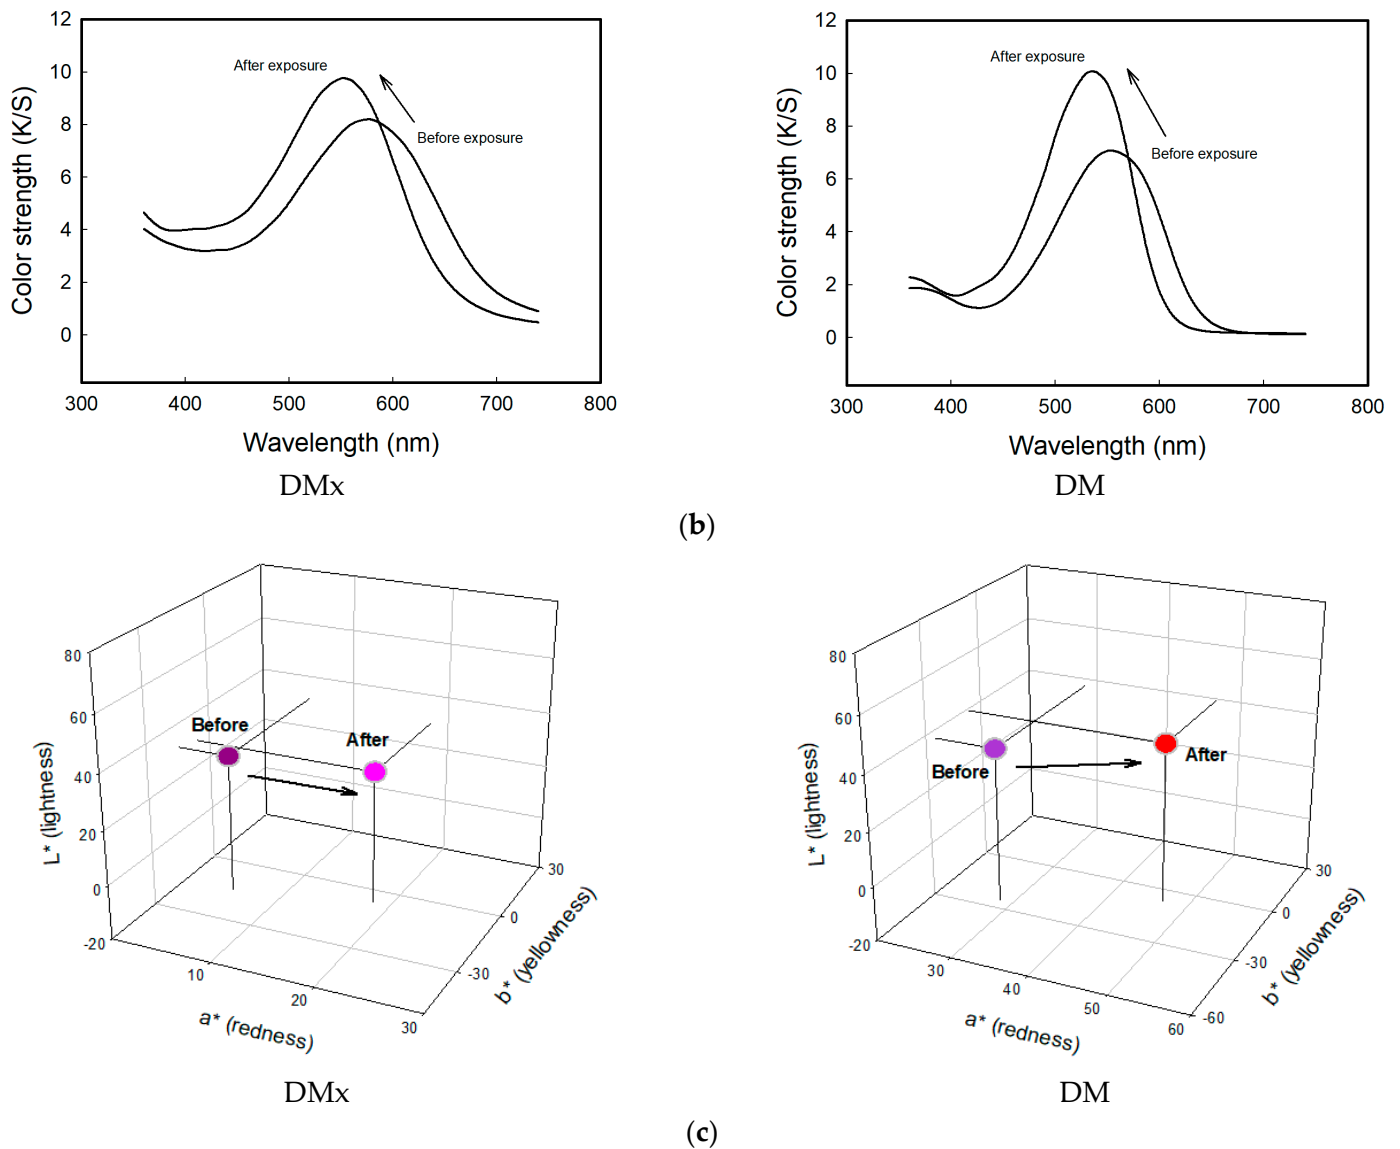 12
10
8
6
4
2
0
Color strength (K/S)
After exposure
Before exposure
300 400 500 600 700 800
Wavelength (nm)
DMx
12
10
8
6
4
2
0
Color strength (K/S)
After exposure
Before exposure
300 400 500 600 700 800
Wavelength (nm)
DM
(b)
80
60
40
20
0
-20
L* (lightness)
Before
After
10
20
30
a* (redness)
30
0
-30
b* (yellowness)
DMx
80
60
40
20
0
-20
L* (lightness)
Before
After
30
40
50
60
a* (redness)
30
0
-30
-60
b* (yellowness)
DM
(c)